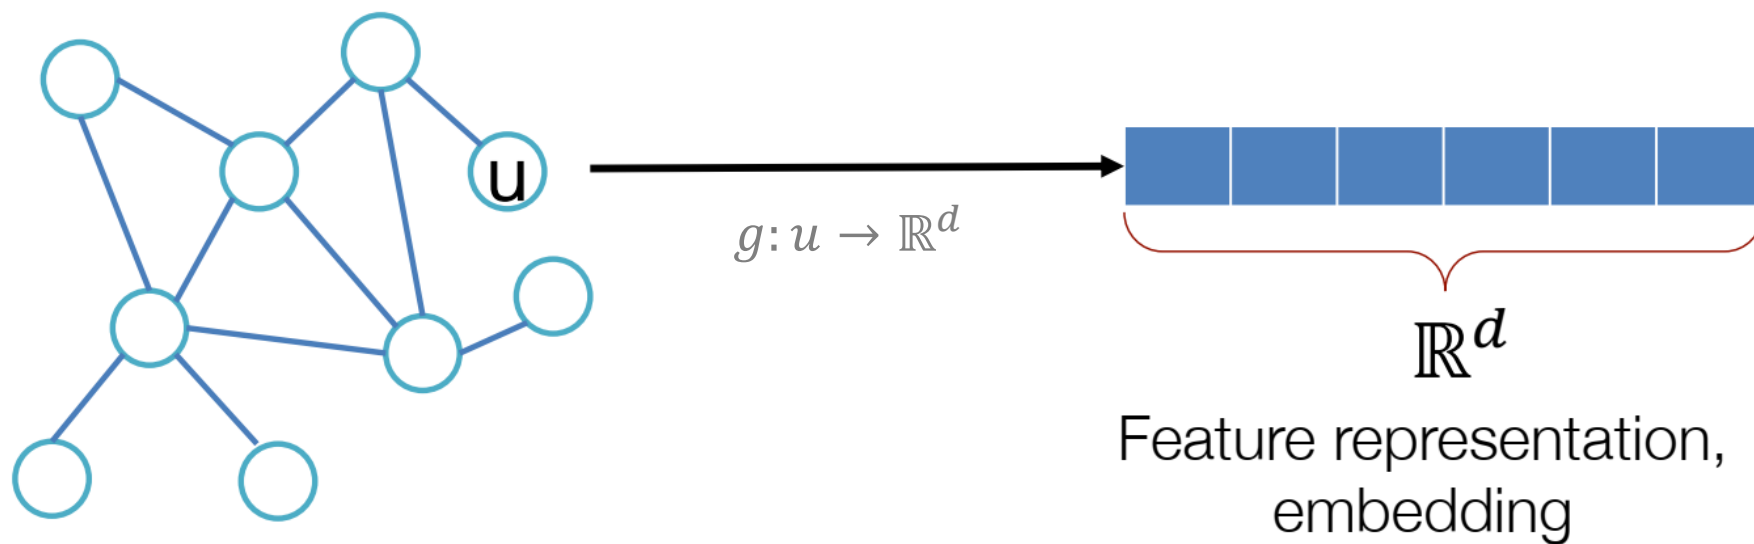 u
g: u → ℝ^d
ℝ^d
Feature representation,
embedding